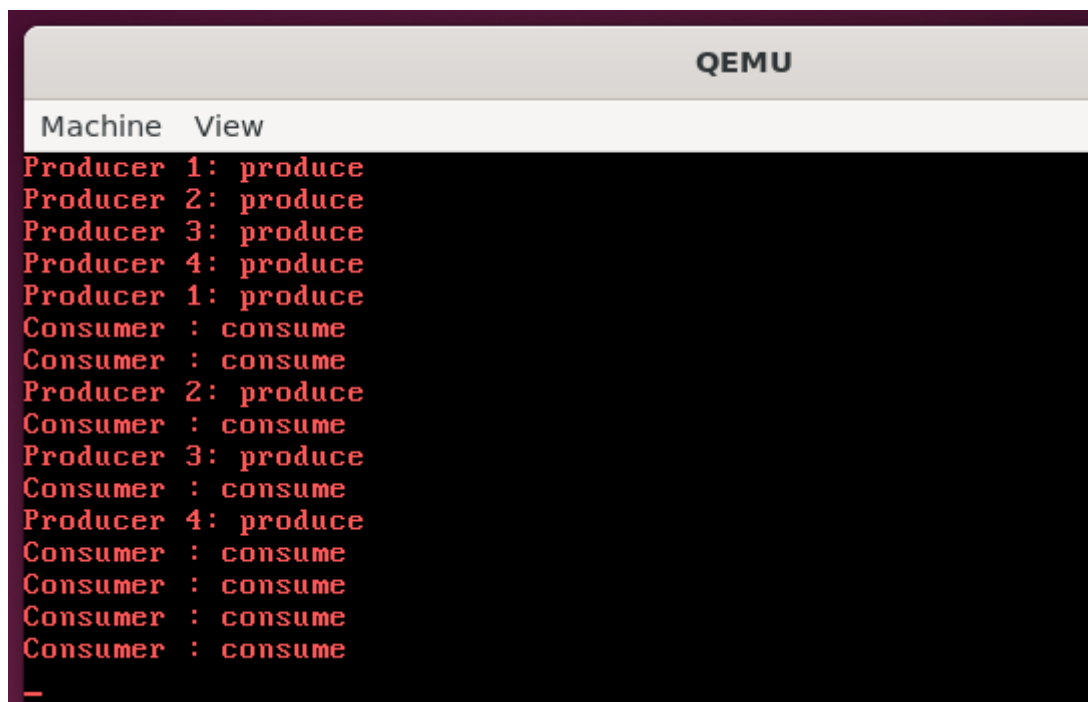 QEMU
Machine View
Producer 1: produce
Producer 2: produce
Producer 3: produce
Producer 4: produce
Producer 1: produce
Consumer : consume
Consumer : consume
Producer 2: produce
Consumer : consume
Producer 3: produce
Consumer : consume
Producer 4: produce
Consumer : consume
Consumer : consume
Consumer : consume
Consumer : consume